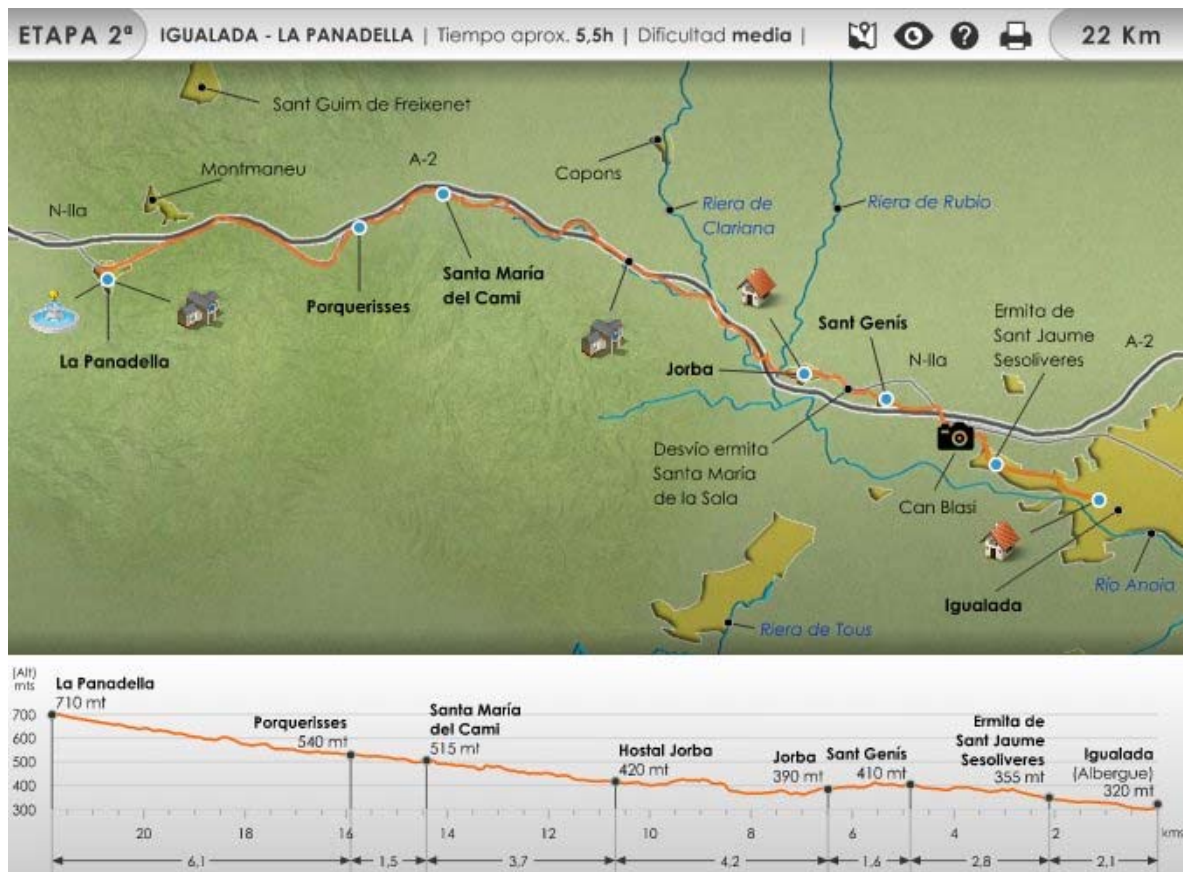 ETAPA 2ª
IGUALADA - LA PANADELLA | Tiempo aprox. 5,5h | Dificultad media |
22 Km
Sant Guim de Freixenet
Montmaneu
A-2
Copons
N-IIa
Riera de
Clariana
Riera de Rubio
Santa María
del Cami
Porquerisses
La Panadella
Sant Genís
Ermita de
Sant Jaume
Sesoliveres
A-2
N-IIa
Jorba
Desvío ermita
Santa María
de la Sala
Can Blasi
Río Anoia
Igualada
Riera de Tous
(Alt)
mts
700
600
500
400
300
La Panadella
710 mt
Porquerisses
540 mt
Santa María
del Cami
515 mt
Hostal Jorba
420 mt
Jorba
390 mt
Sant Genís
410 mt
Ermita de
Sant Jaume
Sesoliveres
355 mt
Igualada
(Albergue)
320 mt
20 18 16 14 12 10 8 6 4 2 kms
6,1 1,5 3,7 4,2 1,6 2,8 2,1